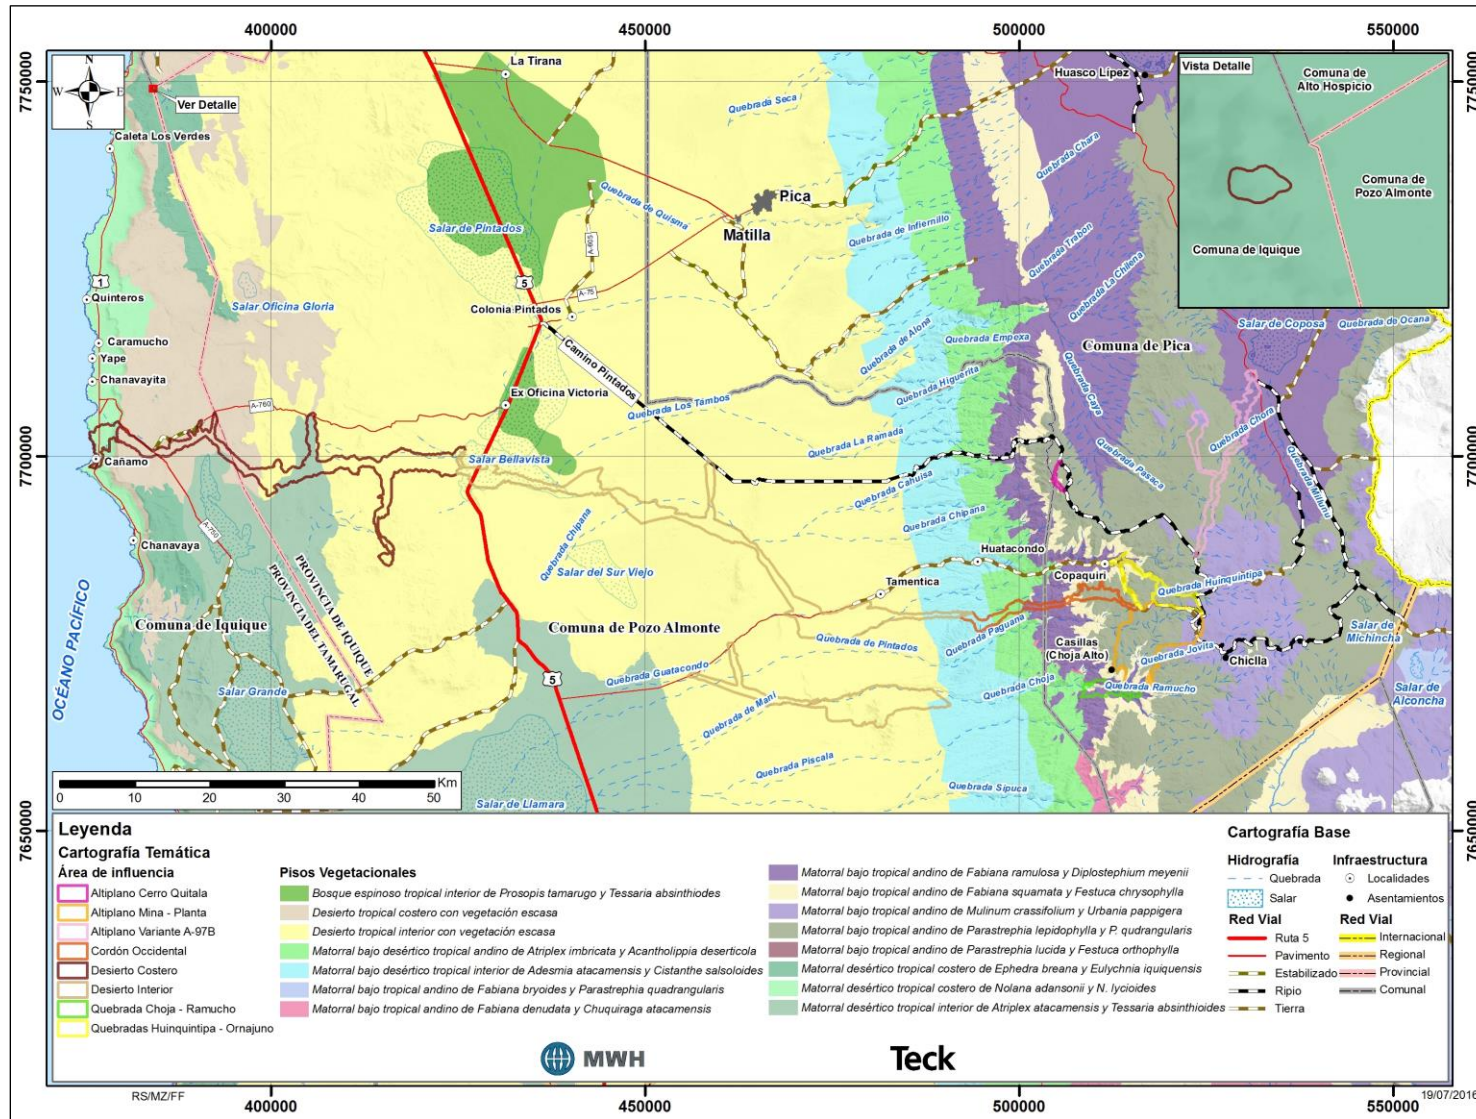 400000
450000
500000
550000
7750000
7750000
N
W
E
S
Ver Detalle
La Tirana
Huasco Lípez
Vista Detalle
Comuna de
Alto Hospicio
Comuna de
Pozo Almonte
Comuna de Iquique
Caleta Los Verdes
Quebrada Seca
Quebrada Chara
Quebrada de Quisma
Pica
Matilla
Salar de Pintados
A-665
Quebrada de Infiernillo
Quebrada Trebon
Quebrada La Chilena
1
Quinteros
Salar Oficina Gloria
5
A-75
Colonia Pintados
Salar de Coposa
Quebrada de Ocana
Caramucho
Yape
Chanavayita
Camino Pintados
Quebrada de Alona
Quebrada Empexa
Comuna de Pica
Quebrada Higuerita
Quebrada Caya
A-760
Ex Oficina Victoria
Quebrada Los Tambos
Quebrada La Ramada
Quebrada Chora
Quebrada Pasaca
Quebrada Millunu
7700000
7700000
Cañamo
Salar Bellavista
Quebrada Cahuisa
Quebrada Chipana
A-750
Chanavaya
Quebrada Chipana
Salar del Sur Viejo
Huatacondo
Tamentica
Copaquiri
Quebrada Huinquintipa
OCÉANO PACÍFICO
PROVINCIA DE IQUIQUE
PROVINCIA DEL TAMARUGAL
Comuna de Iquique
Comuna de Pozo Almonte
Quebrada de Pintados
Quebrada Paguana
Casillas
(Choja Alto)
Quebrada Jovita
Chiclla
Salar de
Michincha
Salar Grande
Quebrada Guatacondo
5
Quebrada Choja
Quebrada Ramucho
Salar de
Alconcha
Quebrada de Mani
Quebrada Piscala
Quebrada Sipuca
Salar de Llamara
Km
0 10 20 30 40 50
7650000
7650000
Leyenda
Cartografía Temática
Área de influencia
Altiplano Cerro Quitala
Altiplano Mina - Planta
Altiplano Variante A-97B
Cordón Occidental
Desierto Costero
Desierto Interior
Quebrada Choja - Ramucho
Quebradas Huinquintipa - Ornajuno
Pisos Vegetacionales
Bosque espinoso tropical interior de Prosopis tamarugo y Tessaria absinthiodes
Desierto tropical costero con vegetación escasa
Desierto tropical interior con vegetación escasa
Matorral bajo desértico tropical andino de Atriplex imbricata y Acantholippia deserticola
Matorral bajo desértico tropical interior de Adesmia atacamensis y Cistanthe salsoloides
Matorral bajo tropical andino de Fabiana bryoides y Parastrephia quadrangularis
Matorral bajo tropical andino de Fabiana denudata y Chuquiraga atacamensis
Matorral bajo tropical andino de Fabiana ramulosa y Diplostephium meyenii
Matorral bajo tropical andino de Fabiana squamata y Festuca chrysophylla
Matorral bajo tropical andino de Mulinum crassifolium y Urbania pappigera
Matorral bajo tropical andino de Parastrephia lepidophylla y P. qudrangularis
Matorral bajo tropical andino de Parastrephia lucida y Festuca orthophylla
Matorral desértico tropical costero de Ephedra breana y Eulychnia iquiquensis
Matorral desértico tropical costero de Nolana adansonii y N. lycioides
Matorral desértico tropical interior de Atriplex atacamensis y Tessaria absinthioides
Cartografía Base
Hidrografía
Quebrada
Salar
Infraestructura
Localidades
Asentamientos
Red Vial
Ruta 5
Pavimento
Estabilizado
Ripio
Tierra
Red Vial
Internacional
Regional
Provincial
Comunal
MWH
Teck
RS/MZ/FF
19/07/2016
400000
450000
500000
550000